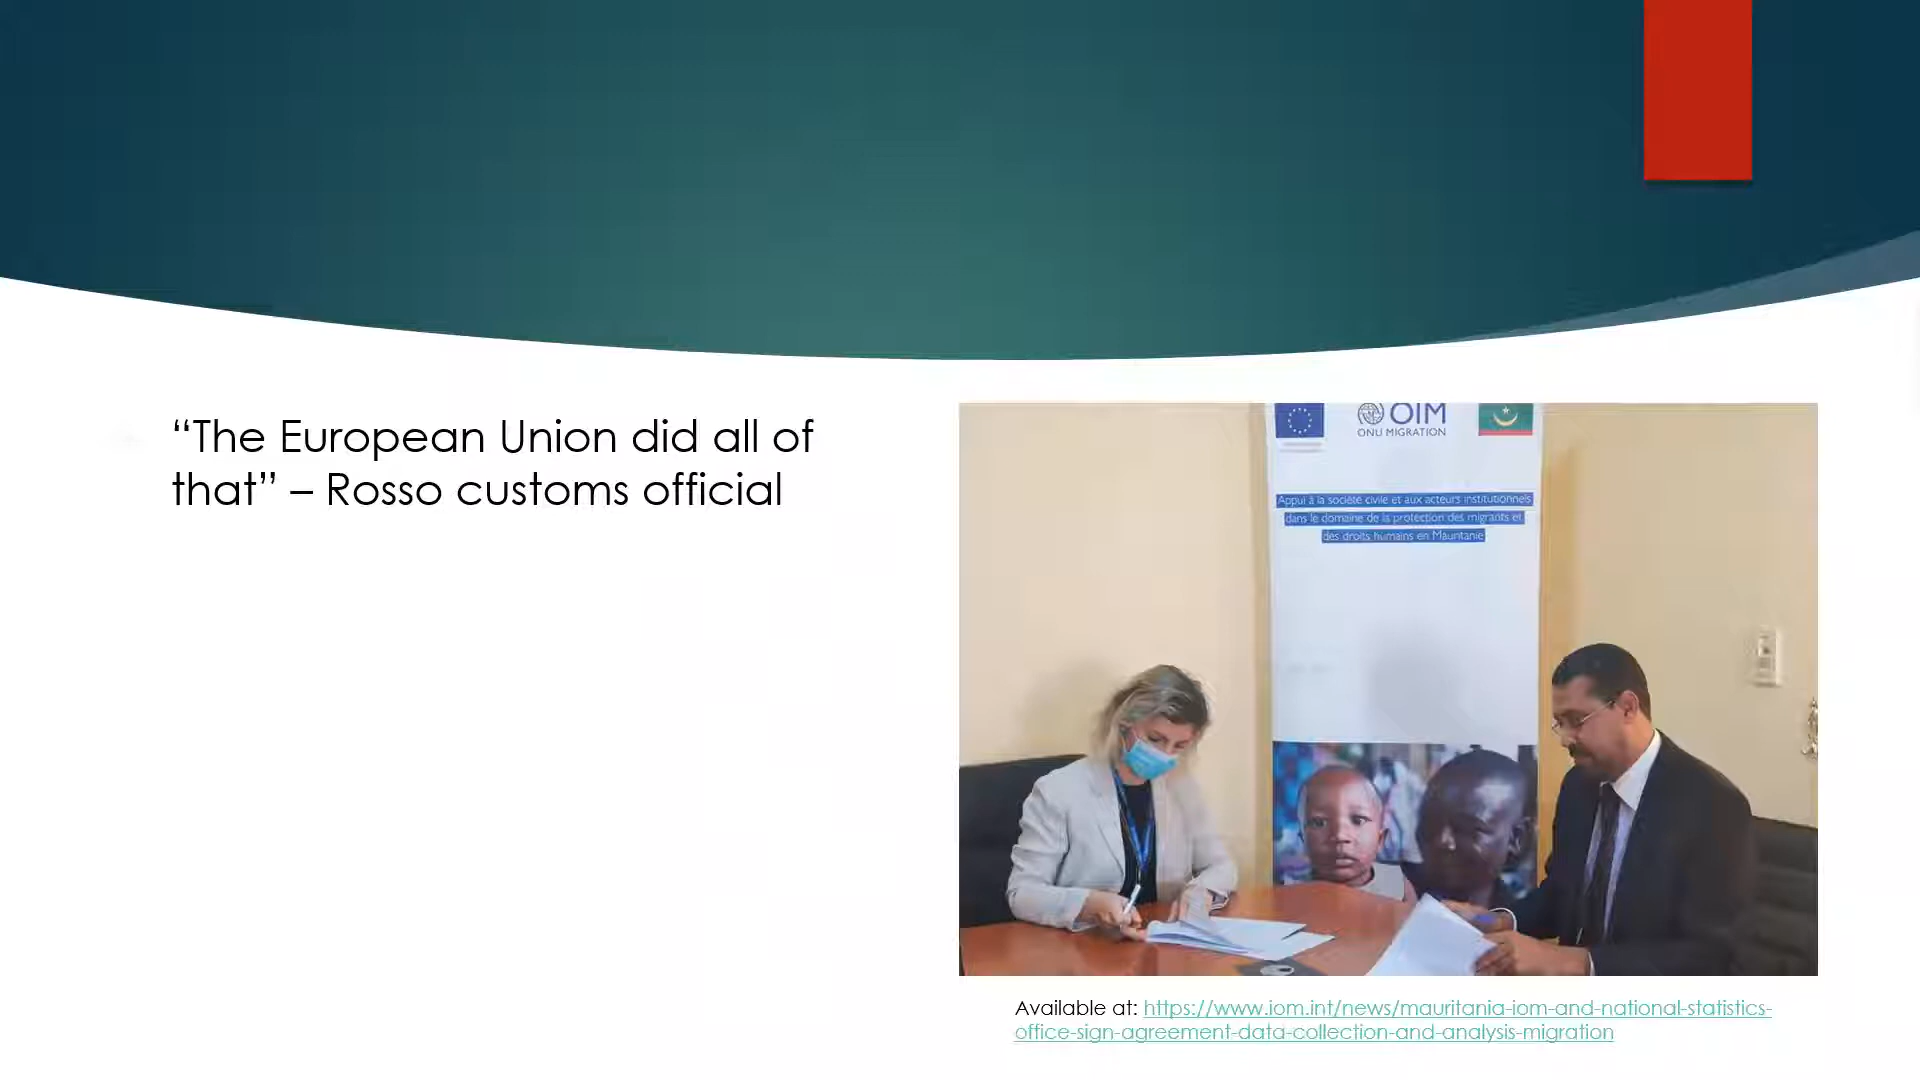 “The European Union did all of
that” – Rosso customs official
OIM
ONU MIGRATION
Appui à la société civile et aux acteurs institutionnels
dans le domaine de la protection des migrants et
des droits humains en Mauritanie
Available at: https://www.iom.int/news/mauritania-iom-and-national-statistics-
office-sign-agreement-data-collection-and-analysis-migration